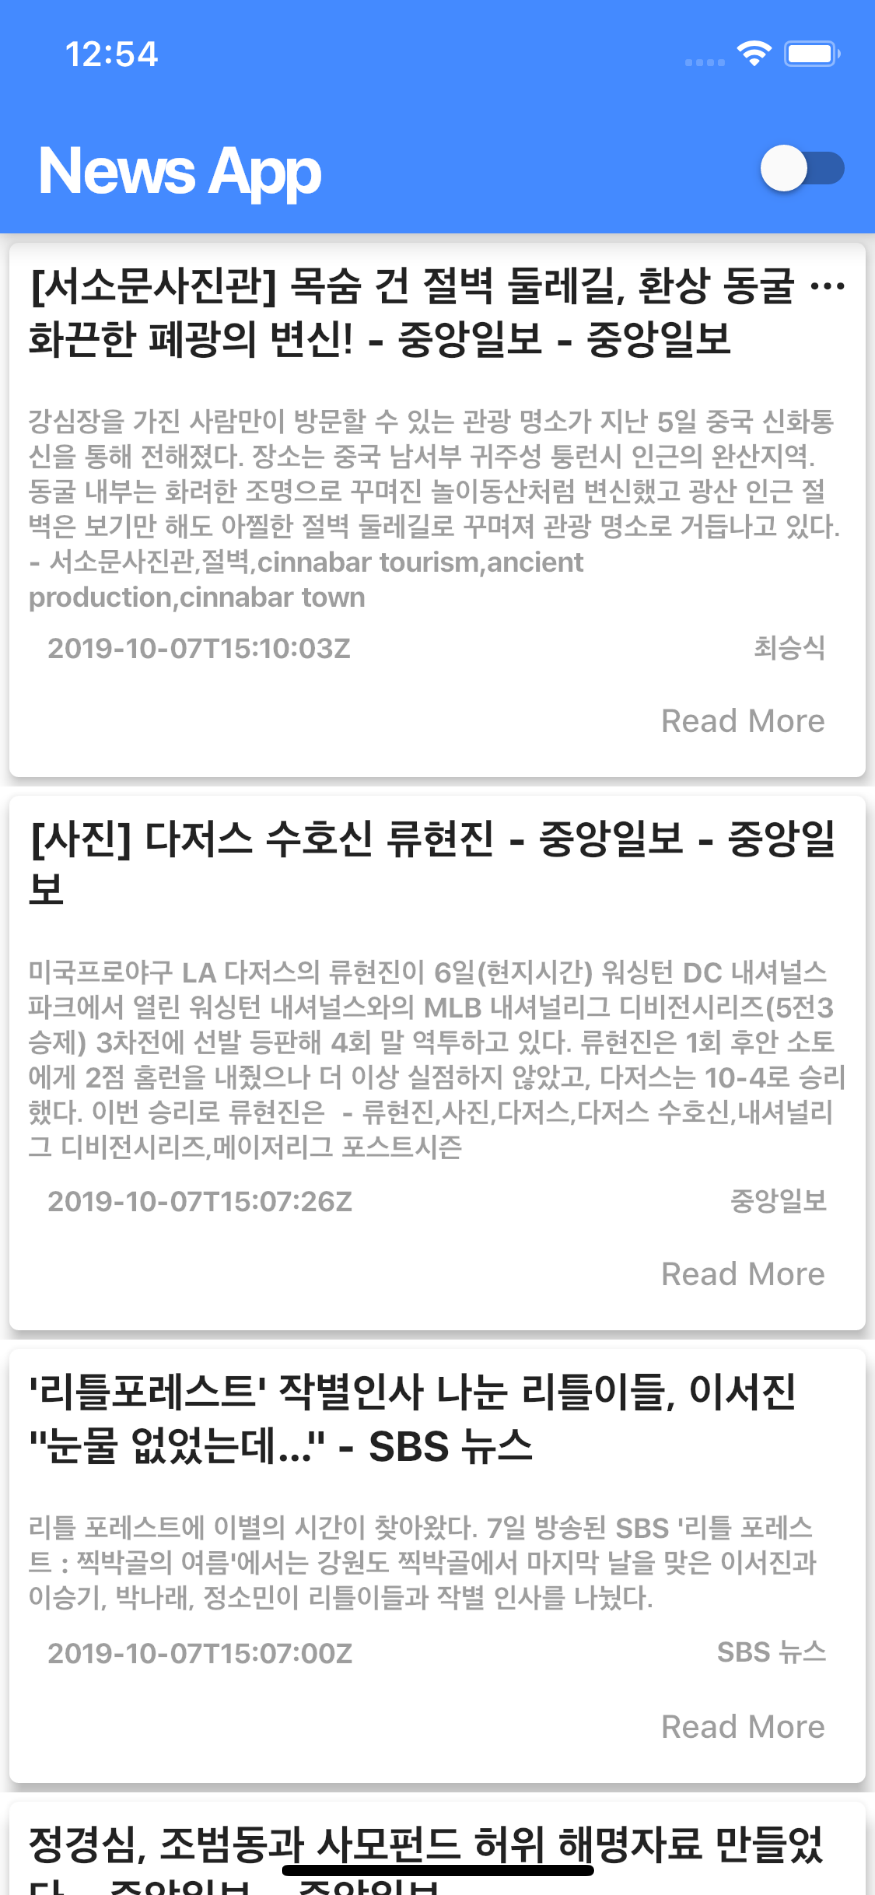 12:54
News App
[서소문사진관] 목숨 건 절벽 둘레길, 환상 동굴 …
화끈한 폐광의 변신! - 중앙일보 - 중앙일보
강심장을 가진 사람만이 방문할 수 있는 관광 명소가 지난 5일 중국 신화통
신을 통해 전해졌다. 장소는 중국 남서부 귀주성 퉁런시 인근의 완산지역.
동굴 내부는 화려한 조명으로 꾸며진 놀이동산처럼 변신했고 광산 인근 절
벽은 보기만 해도 아찔한 절벽 둘레길로 꾸며져 관광 명소로 거듭나고 있다.
- 서소문사진관,절벽,cinnabar tourism,ancient
production,cinnabar town
2019-10-07T15:10:03Z 최승식
Read More
[사진] 다저스 수호신 류현진 - 중앙일보 - 중앙일
보
미국프로야구 LA 다저스의 류현진이 6일(현지시간) 워싱턴 DC 내셔널스
파크에서 열린 워싱턴 내셔널스와의 MLB 내셔널리그 디비전시리즈(5전3
승제) 3차전에 선발 등판해 4회 말 역투하고 있다. 류현진은 1회 후안 소토
에게 2점 홈런을 내줬으나 더 이상 실점하지 않았고, 다저스는 10-4로 승리
했다. 이번 승리로 류현진은  - 류현진,사진,다저스,다저스 수호신,내셔널리
그 디비전시리즈,메이저리그 포스트시즌
2019-10-07T15:07:26Z 중앙일보
Read More
'리틀포레스트' 작별인사 나눈 리틀이들, 이서진
"눈물 없었는데..." - SBS 뉴스
리틀 포레스트에 이별의 시간이 찾아왔다. 7일 방송된 SBS '리틀 포레스
트 : 찍박골의 여름'에서는 강원도 찍박골에서 마지막 날을 맞은 이서진과
이승기, 박나래, 정소민이 리틀이들과 작별 인사를 나눴다.
2019-10-07T15:07:00Z SBS 뉴스
Read More
정경심, 조범동과 사모펀드 허위 해명자료 만들었
다 - 중앙일보 - 중앙일보